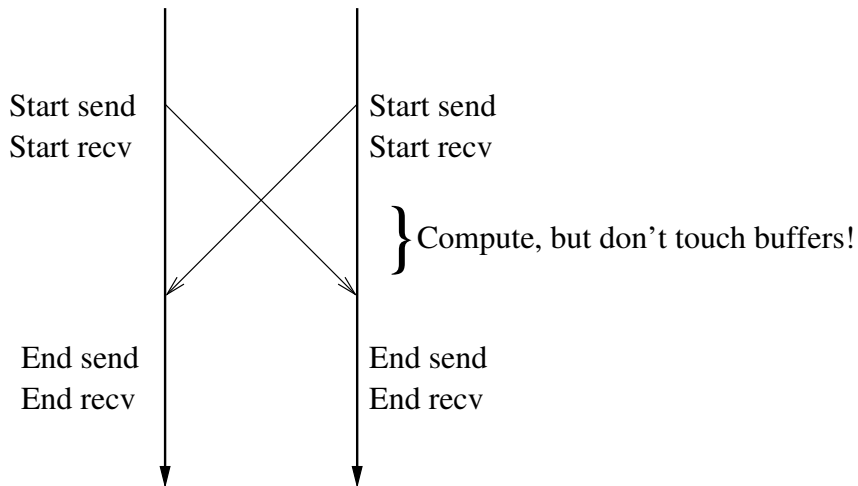 Start send
Start recv
Start send
Start recv
Compute, but don't touch buffers!
End send
End recv
End send
End recv